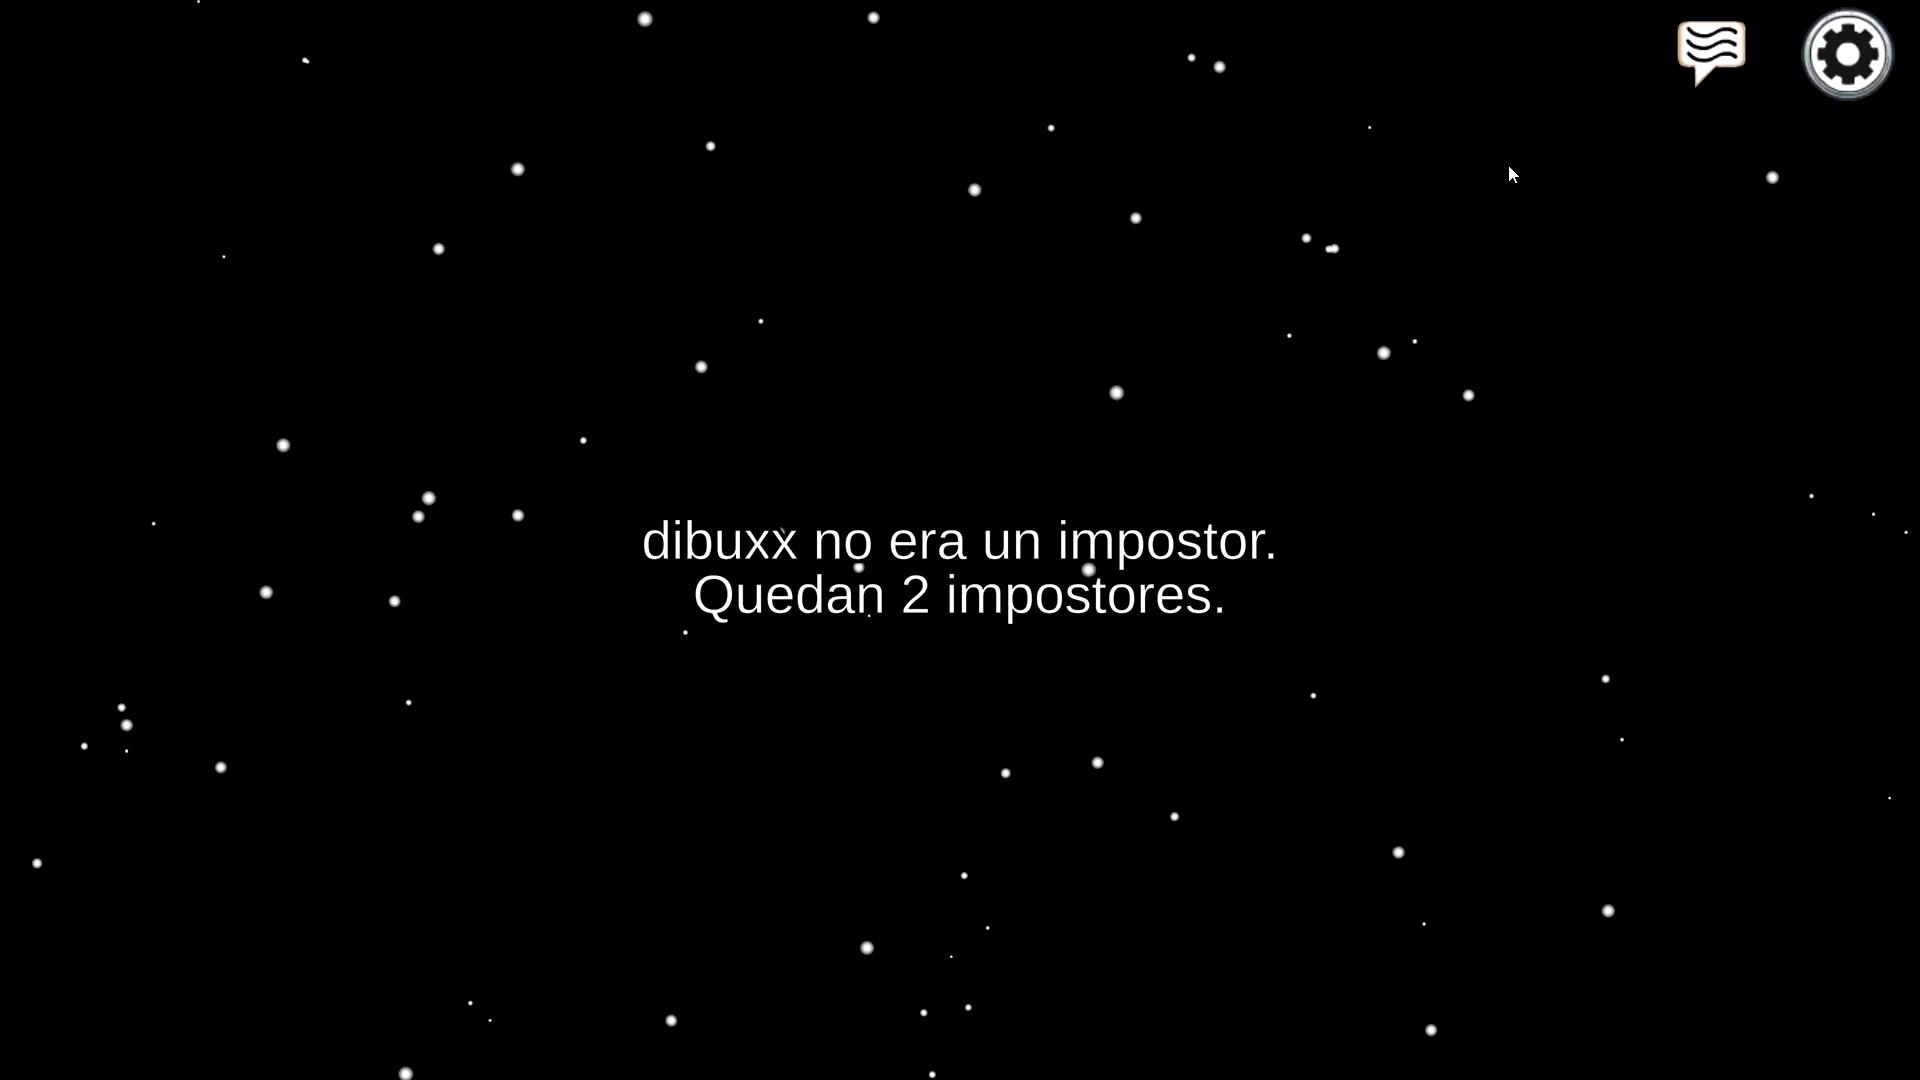 dibuxx no era un impostor.
Quedan 2 impostores.